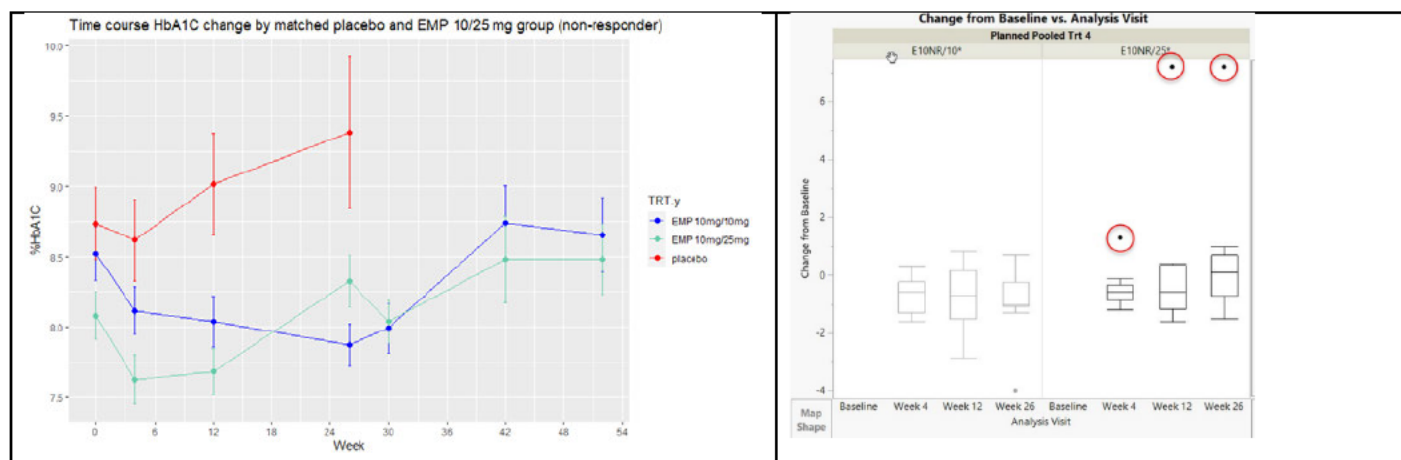 Time course HbA1C change by matched placebo and EMP 10/25 mg group (non-responder)
10.0
9.5
9.0
8.5
8.0
7.5
%HbA1C
0 6 12 18 24 30 36 42 48 54
Week
TRT.y
EMP 10mg/10mg
EMP 10mg/25mg
placebo
Change from Baseline vs. Analysis Visit
Planned Pooled Trt 4
E10NR/10* E10NR/25*
6
4
2
0
-2
-4
Change from Baseline
Baseline Week 4 Week 12 Week 26 Baseline Week 4 Week 12 Week 26
Analysis Visit
Map
Shape